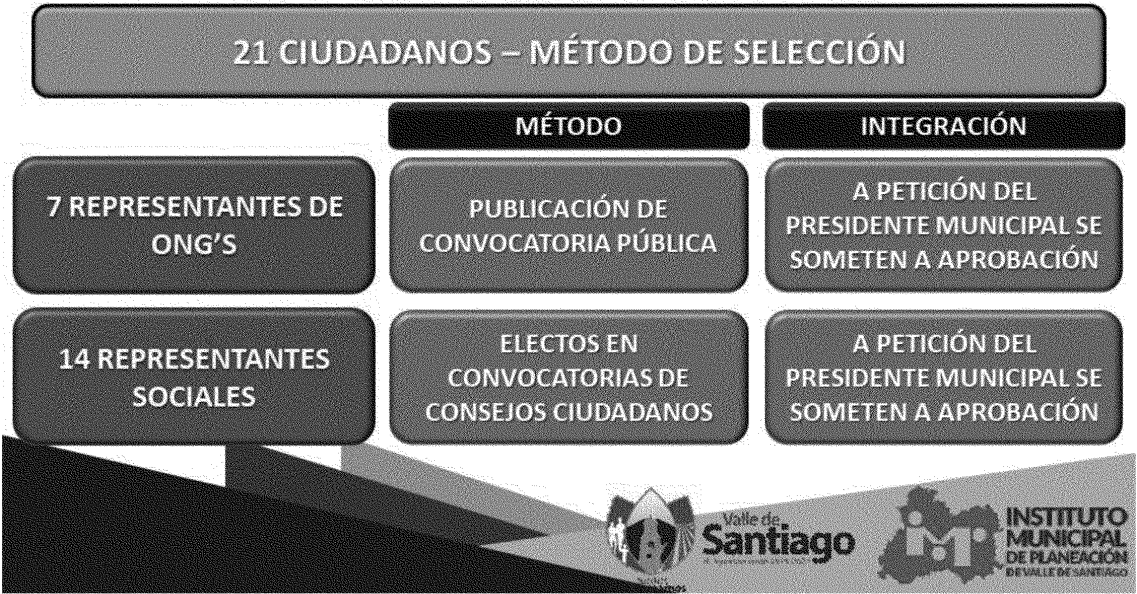 21 CIUDADANOS – MÉTODO DE SELECCIÓN
MÉTODO
INTEGRACIÓN
7 REPRESENTANTES DE
ONG'S
PUBLICACIÓN DE
CONVOCATORIA PÚBLICA
A PETICIÓN DEL
PRESIDENTE MUNICIPAL SE
SOMETEN A APROBACIÓN
14 REPRESENTANTES
SOCIALES
ELECTOS EN
CONVOCATORIAS DE
CONSEJOS CIUDADANOS
A PETICIÓN DEL
PRESIDENTE MUNICIPAL SE
SOMETEN A APROBACIÓN
Valle de
Santiago
INSTITUTO
MUNICIPAL
DE PLANEACIÓN
DE VALLE DE SANTIAGO